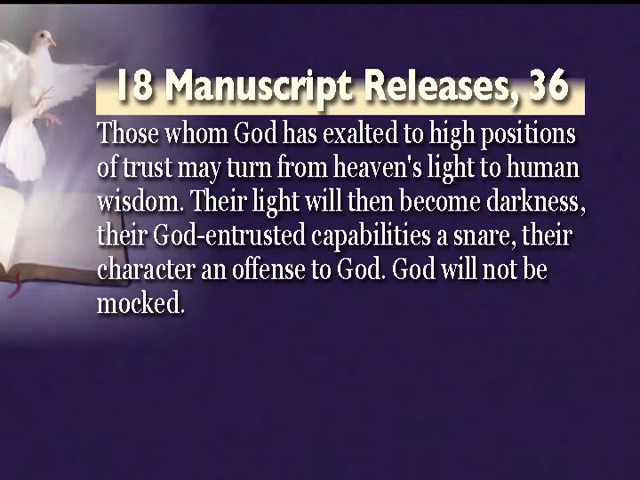 18 Manuscript Releases, 36
Those whom God has exalted to high positions
of trust may turn from heaven's light to human
wisdom. Their light will then become darkness,
their God-entrusted capabilities a snare, their
character an offense to God. God will not be
mocked.